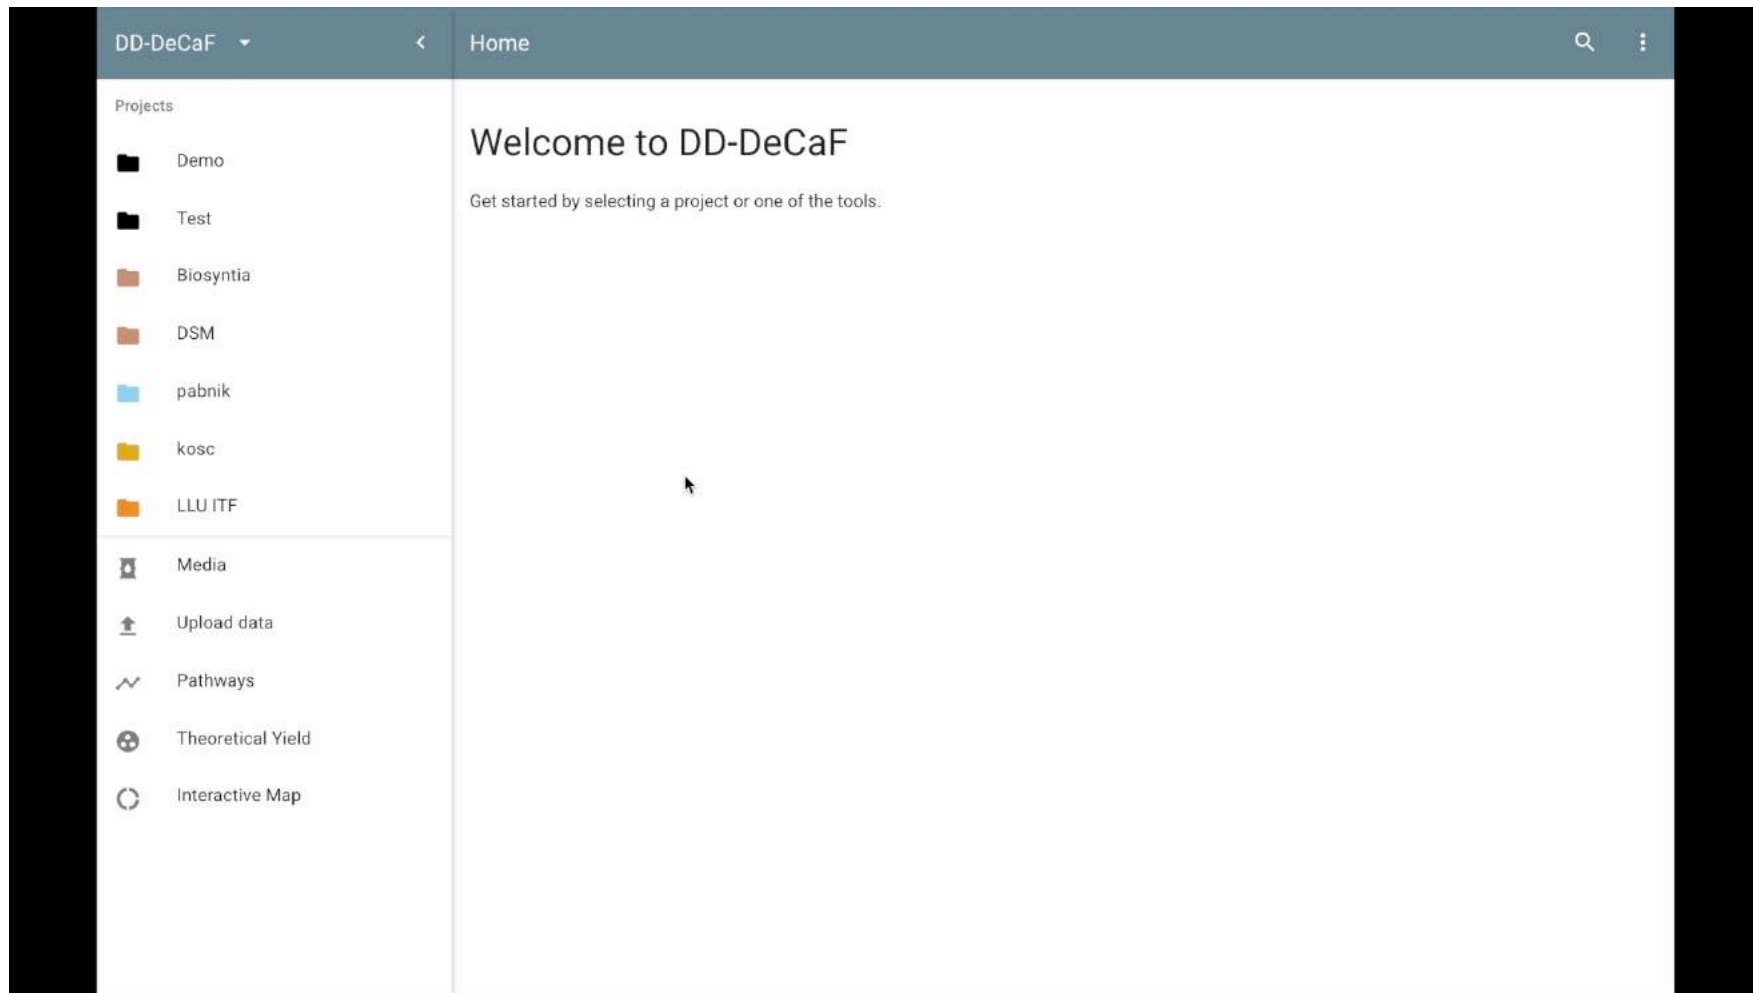 DD-DeCaF
Home
Projects
Demo
Test
Biosyntia
DSM
pabnik
kosc
LLU ITF
Media
Upload data
Pathways
Theoretical Yield
Interactive Map
Welcome to DD-DeCaF
Get started by selecting a project or one of the tools.